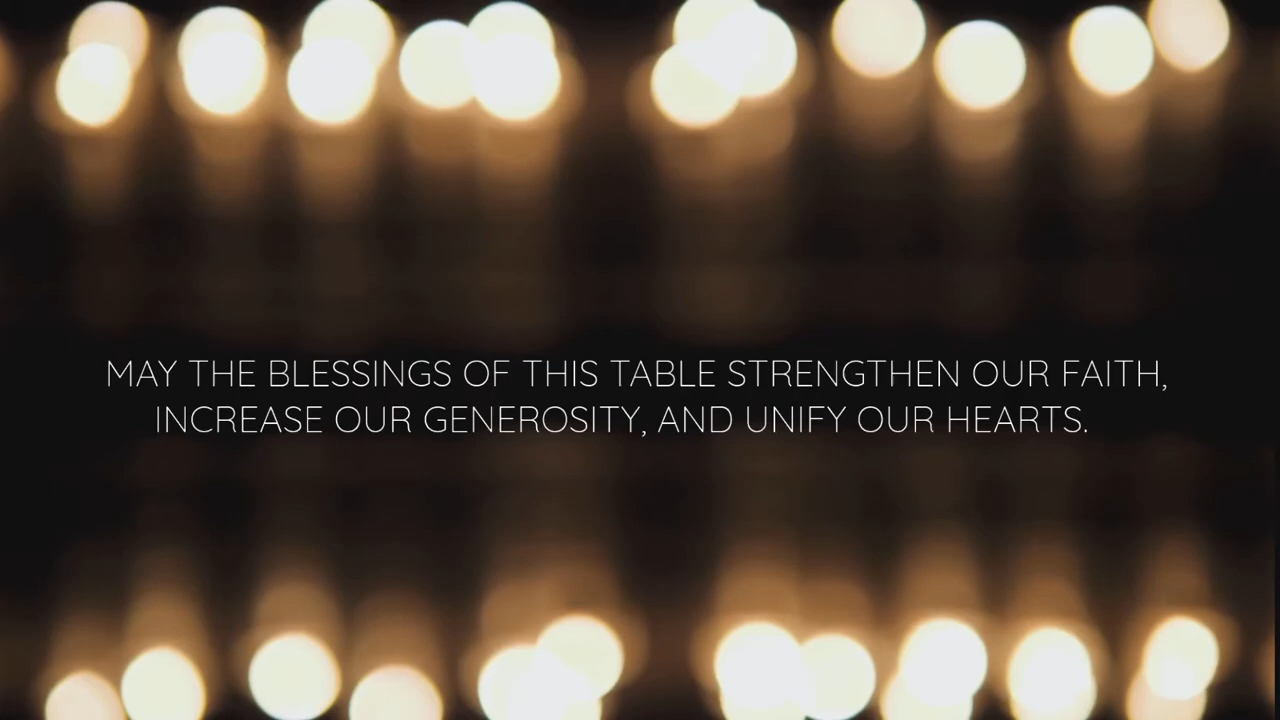 MAY THE BLESSINGS OF THIS TABLE STRENGTHEN OUR FAITH,
INCREASE OUR GENEROSITY, AND UNIFY OUR HEARTS.